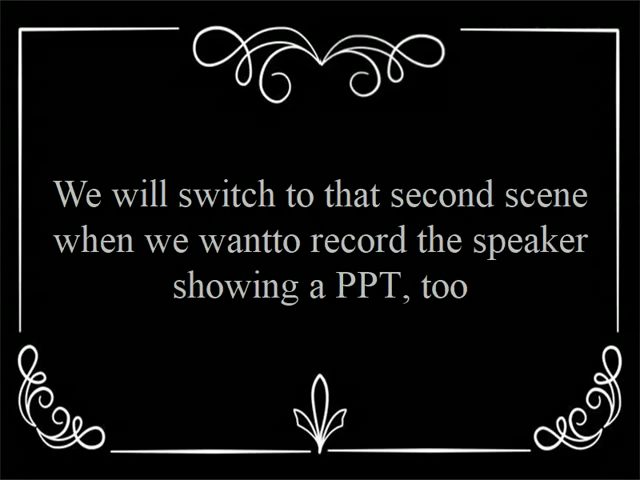 We will switch to that second scene
when we wantto record the speaker
showing a PPT, too